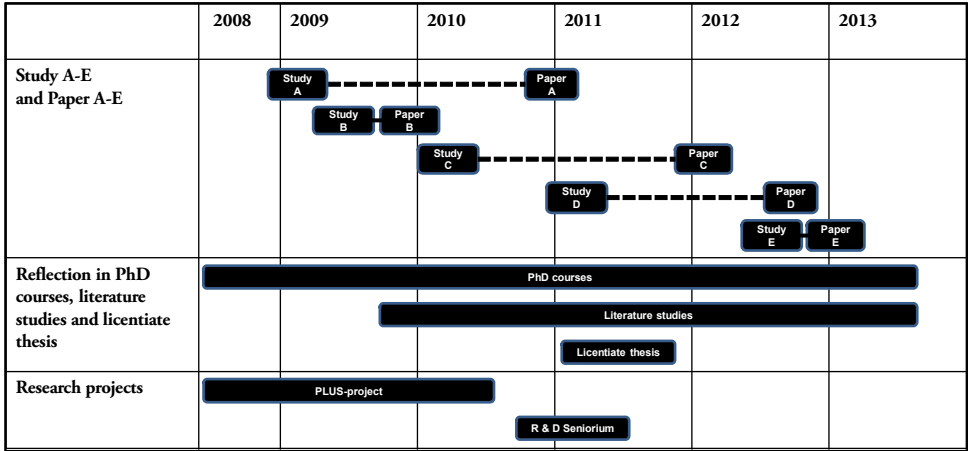 2008 2009 2010 2011 2012 2013
Study A-E
and Paper A-E
Study
A
Paper
A
Study
B
Paper
B
Study
C
Paper
C
Study
D
Paper
D
Study
E
Paper
E
Reflection in PhD
courses, literature
studies and licentiate
thesis
PhD courses
Literature studies
Licentiate thesis
Research projects
PLUS-project
R & D Seniorium